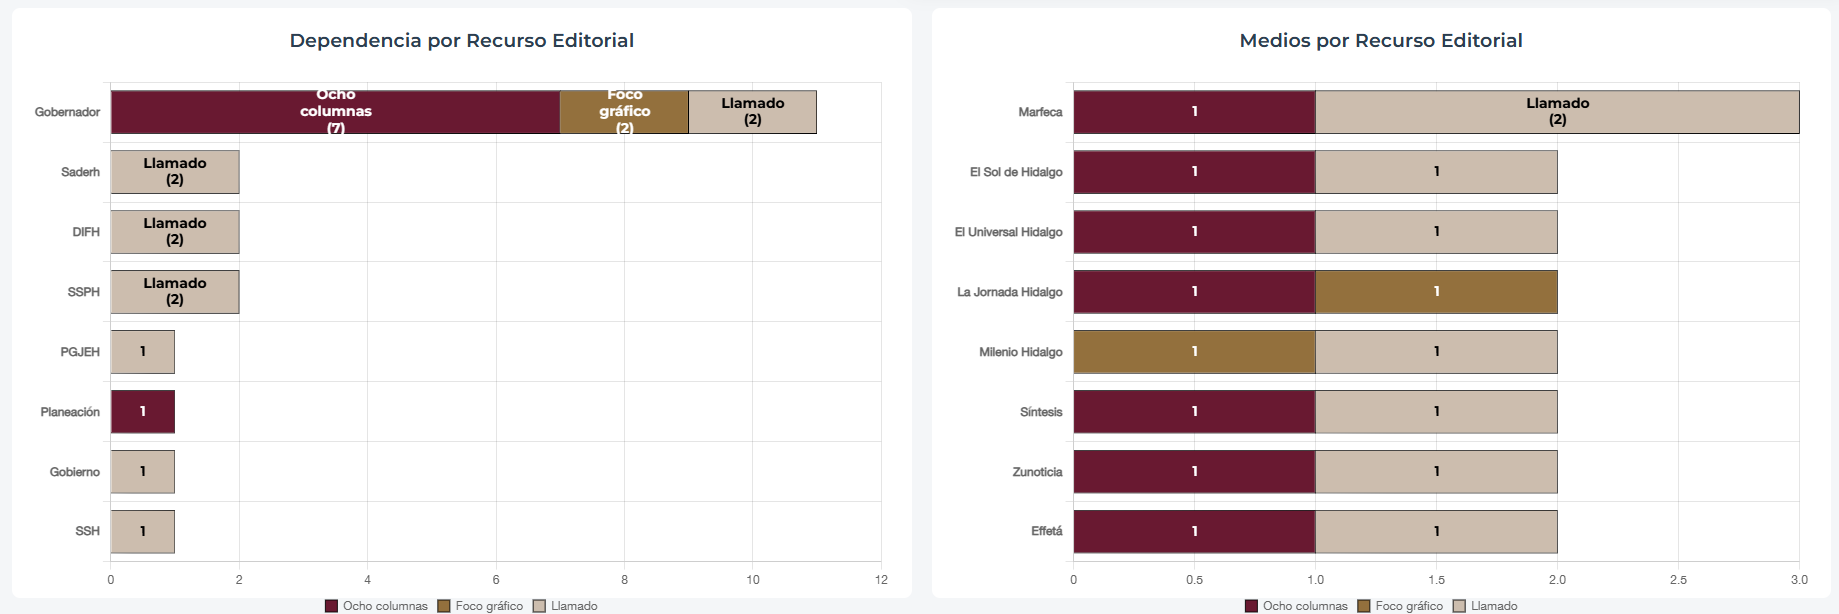 Dependencia por Recurso Editorial
Gobernador
Ocho
columnas
(7)
Foco
gráfico
(2)
Llamado
(2)
Saderh
Llamado
(2)
DIFH
Llamado
(2)
SSPH
Llamado
(2)
PGJEH
1
Planeación
1
Gobierno
1
SSH
1
0 2 4 6 8 10 12
Ocho columnas Foco gráfico Llamado
Medios por Recurso Editorial
Marfeca
1
Llamado
(2)
El Sol de Hidalgo
1 1
El Universal Hidalgo
1 1
La Jornada Hidalgo
1 1
Milenio Hidalgo
1 1
Síntesis
1 1
Zunoticia
1 1
Effetá
1 1
0 0.5 1.0 1.5 2.0 2.5 3.0
Ocho columnas Foco gráfico Llamado